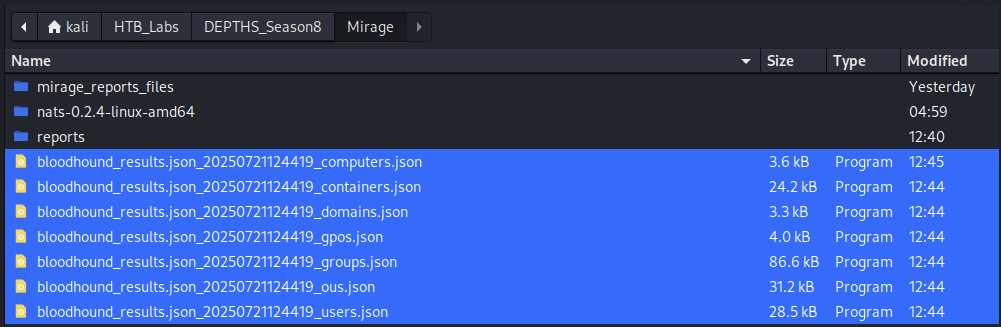 kali HTB_Labs DEPTHS_Season8 Mirage
Name Size Type Modified
mirage_reports_files Yesterday
nats-0.2.4-linux-amd64 04:59
reports 12:40
bloodhound_results.json_20250721124419_computers.json 3.6 kB Program 12:45
bloodhound_results.json_20250721124419_containers.json 24.2 kB Program 12:44
bloodhound_results.json_20250721124419_domains.json 3.3 kB Program 12:44
bloodhound_results.json_20250721124419_gpos.json 4.0 kB Program 12:44
bloodhound_results.json_20250721124419_groups.json 86.6 kB Program 12:44
bloodhound_results.json_20250721124419_ous.json 31.2 kB Program 12:44
bloodhound_results.json_20250721124419_users.json 28.5 kB Program 12:44